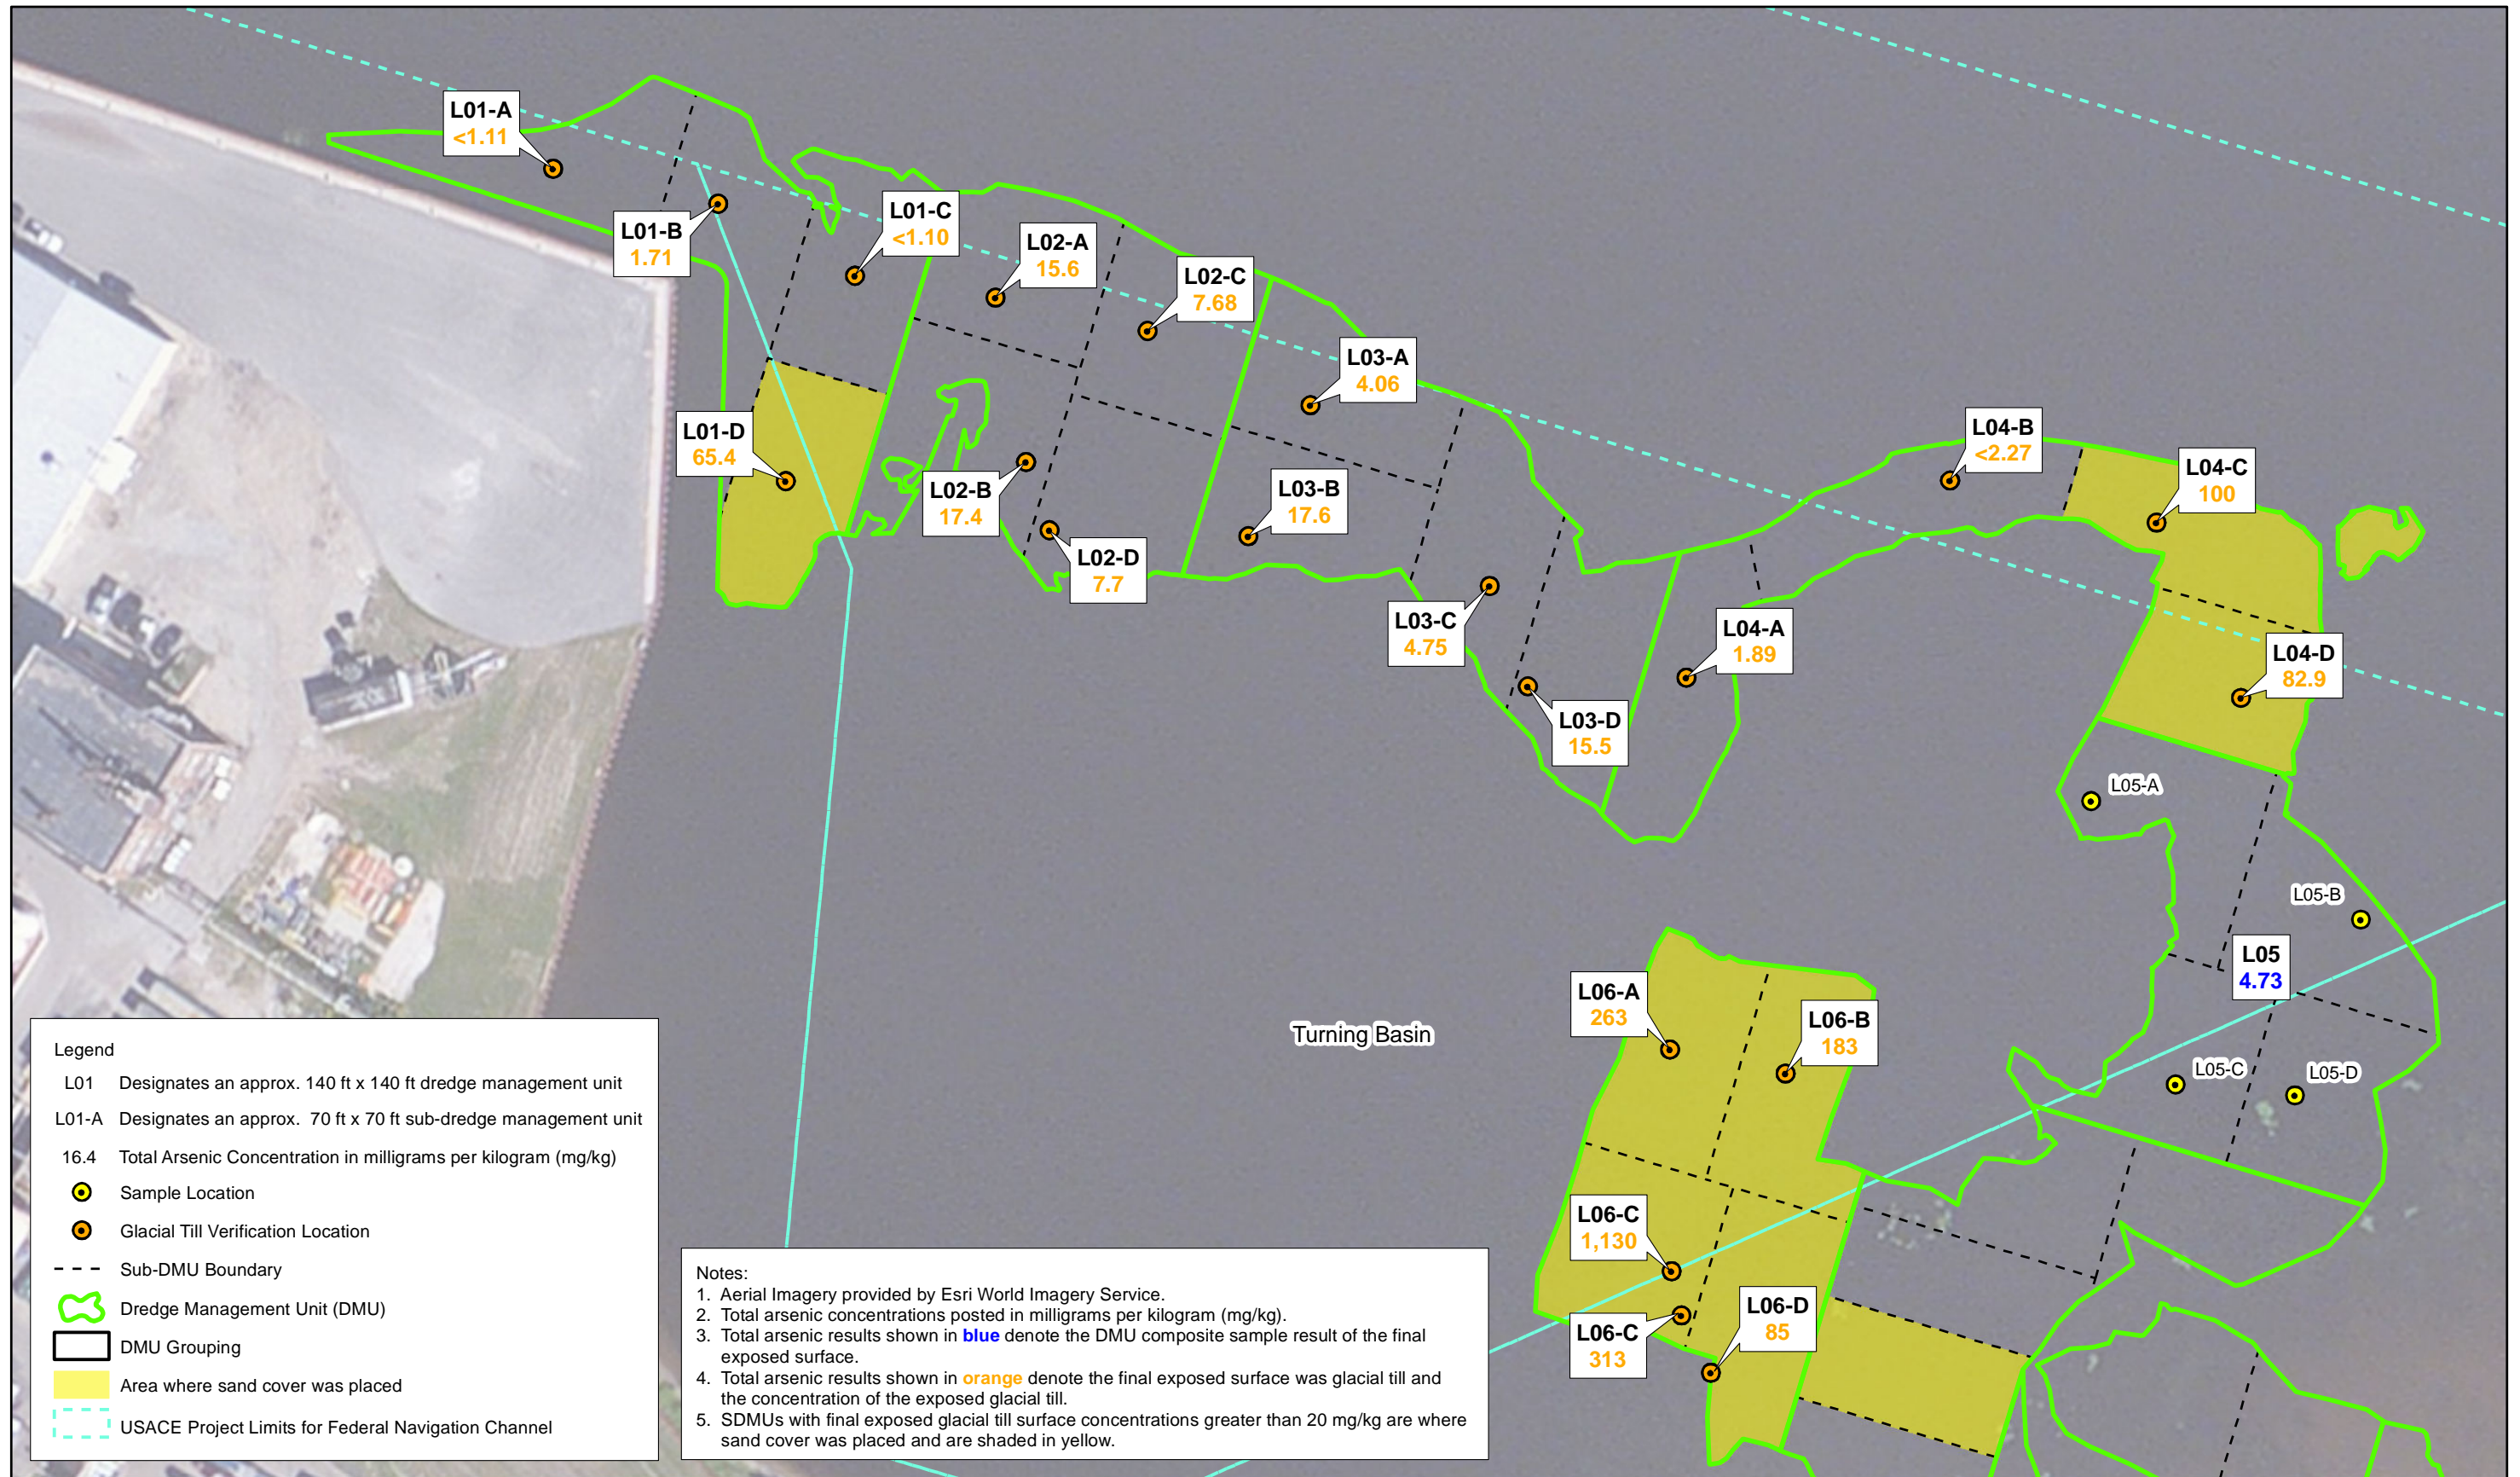 L01-A
<1.11
L01-B
1.71
L01-C
<1.10
L02-A
15.6
L02-C
7.68
L03-A
4.06
L01-D
65.4
L02-B
17.4
L02-D
7.7
L03-B
17.6
L03-C
4.75
L03-D
15.5
L04-A
1.89
L04-B
<2.27
L04-C
100
L04-D
82.9
L05-A
L05-B
L05
4.73
L05-C
L05-D
Turning Basin
L06-A
263
L06-B
183
L06-C
1,130
L06-C
313
L06-D
85
Legend
L01 Designates an approx. 140 ft x 140 ft dredge management unit
L01-A Designates an approx. 70 ft x 70 ft sub-dredge management unit
16.4 Total Arsenic Concentration in milligrams per kilogram (mg/kg)
Sample Location
Glacial Till Verification Location
Sub-DMU Boundary
Dredge Management Unit (DMU)
DMU Grouping
Area where sand cover was placed
USACE Project Limits for Federal Navigation Channel
Notes:
1. Aerial Imagery provided by Esri World Imagery Service.
2. Total arsenic concentrations posted in milligrams per kilogram (mg/kg).
3. Total arsenic results shown in blue denote the DMU composite sample result of the final
exposed surface.
4. Total arsenic results shown in orange denote the final exposed surface was glacial till and
the concentration of the exposed glacial till.
5. SDMUs with final exposed glacial till surface concentrations greater than 20 mg/kg are where
sand cover was placed and are shaded in yellow.